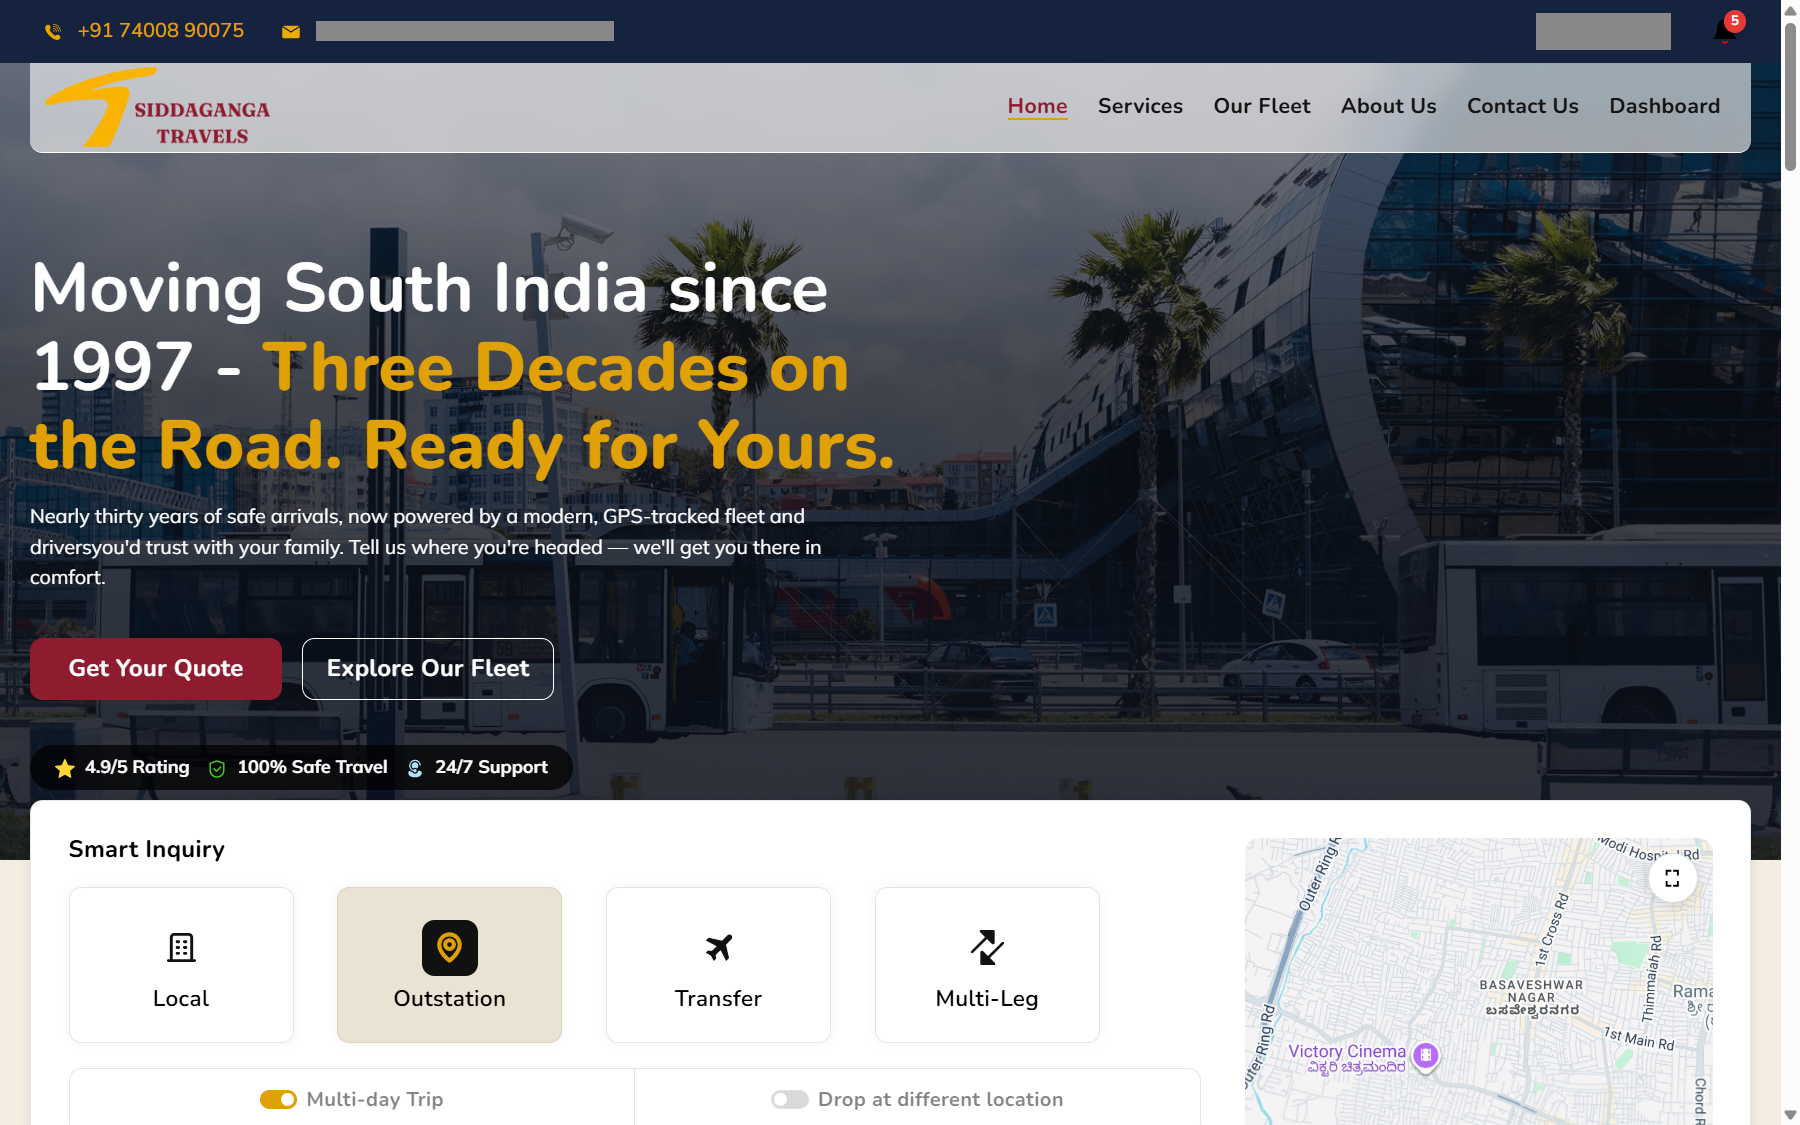 +91 74008 90075
5
SIDDAGANGA
TRAVELS
Home
Services
Our Fleet
About Us
Contact Us
Dashboard
Moving South India since
1997 - Three Decades on
the Road. Ready for Yours.
Nearly thirty years of safe arrivals, now powered by a modern, GPS-tracked fleet and
driversyou'd trust with your family. Tell us where you're headed — we'll get you there in
comfort.
Get Your Quote
Explore Our Fleet
4.9/5 Rating
100% Safe Travel
24/7 Support
Smart Inquiry
Local
Outstation
Transfer
Multi-Leg
Multi-day Trip
Drop at different location
Outer Ring R
Modi Hospital Rd
1st Cross Rd
Thimmaiah Rd
BASAVESHWAR
NAGAR
ಬಸವೇಶ್ವರನಗರ
Rama
1st Main Rd
Outer Ring Rd
Victory Cinema
ವಿಕ್ಟರಿ ಚಿತ್ರಮಂದಿರ
Chord R